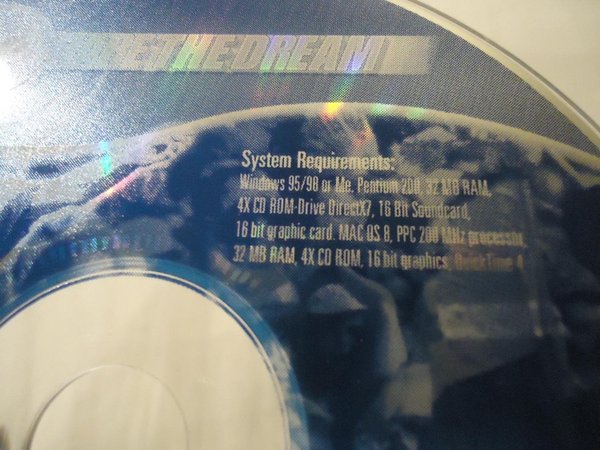 THE DREAM
System Requirements:
Windows 95/98 or Me, Pentium 200, 32 MB RAM,
4X CD ROM-Drive DirectX7, 16 Bit Soundcard,
16 bit graphic card. MAC OS 8, PPC 200 MHz processor,
32 MB RAM, 4X CD ROM, 16 bit graphics, QuickTime 4